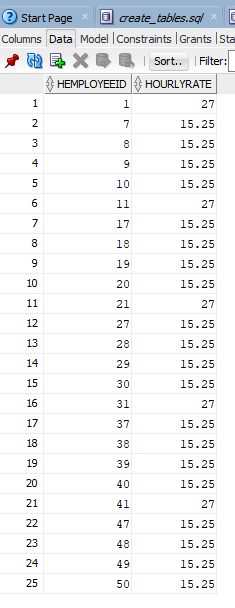 Start Page create_tables.sql
Columns Data Model Constraints Grants Sta
Sort.. Filter:
HEMPLOYEEID HOURLYRATE
1 1 27
2 7 15.25
3 8 15.25
4 9 15.25
5 10 15.25
6 11 27
7 17 15.25
8 18 15.25
9 19 15.25
10 20 15.25
11 21 27
12 27 15.25
13 28 15.25
14 29 15.25
15 30 15.25
16 31 27
17 37 15.25
18 38 15.25
19 39 15.25
20 40 15.25
21 41 27
22 47 15.25
23 48 15.25
24 49 15.25
25 50 15.25